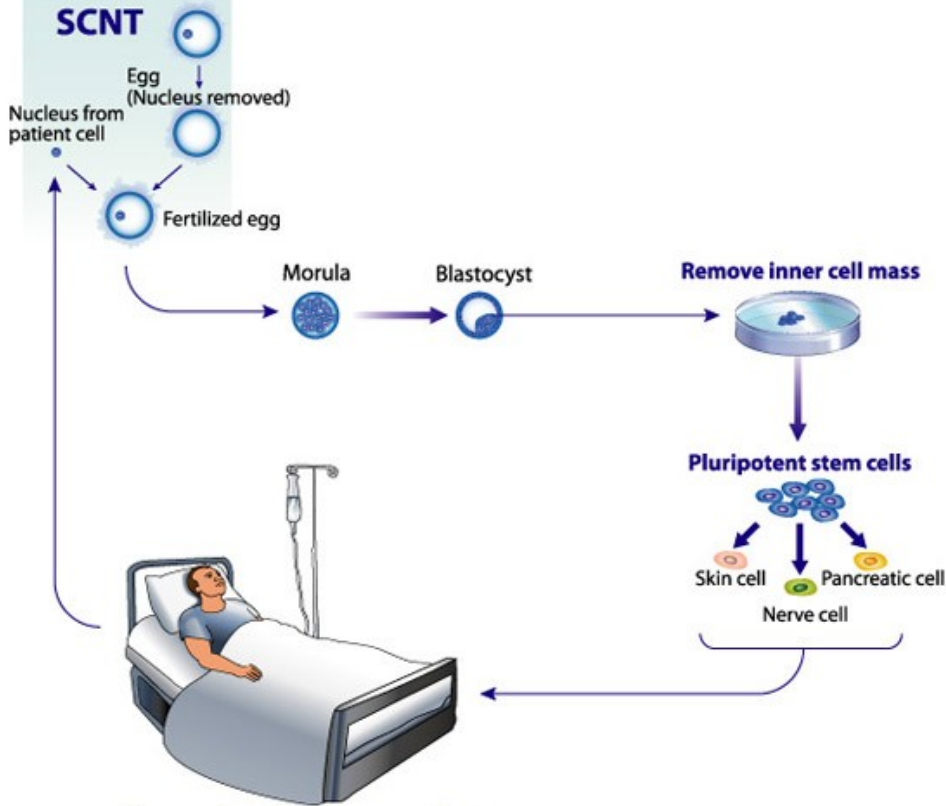 SCNT
Egg
(Nucleus removed)
Nucleus from
patient cell
Fertilized egg
Morula
Blastocyst
Remove inner cell mass
Pluripotent stem cells
Skin cell
Pancreatic cell
Nerve cell